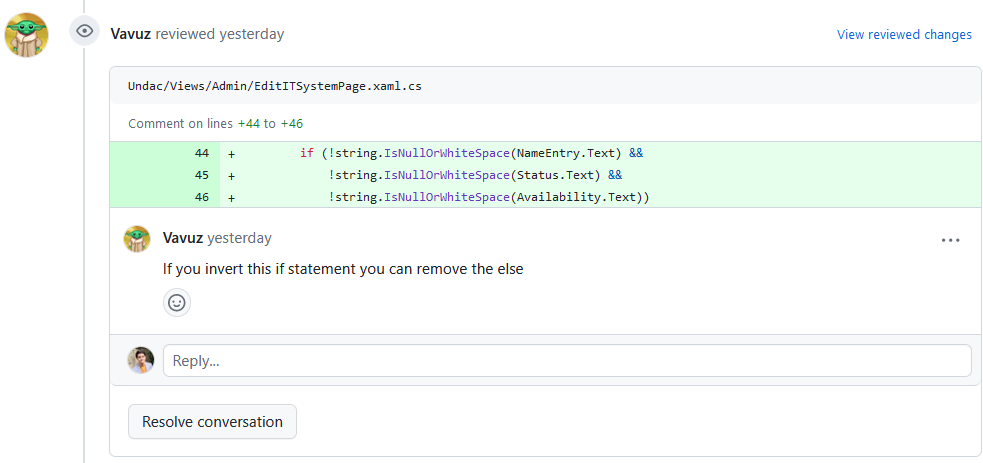 Vavuz reviewed yesterday
View reviewed changes
Undac/Views/Admin/EditITSystemPage.xaml.cs
Comment on lines +44 to +46
44 + if (!string.IsNullOrWhiteSpace(NameEntry.Text) &&
45 + !string.IsNullOrWhiteSpace(Status.Text) &&
46 + !string.IsNullOrWhiteSpace(Availability.Text))
Vavuz yesterday
If you invert this if statement you can remove the else
Reply...
Resolve conversation